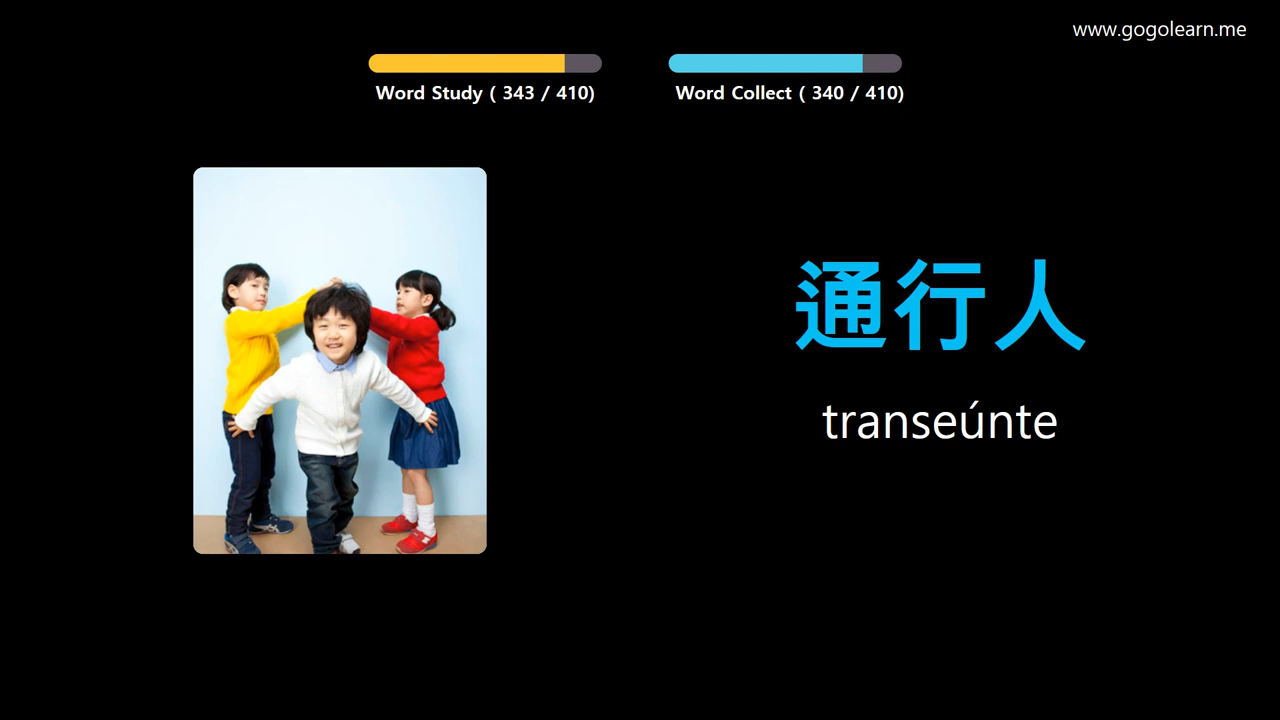 www.gogolearn.me
Word Study ( 343 / 410)
Word Collect ( 340 / 410)
通行人
transeúnte